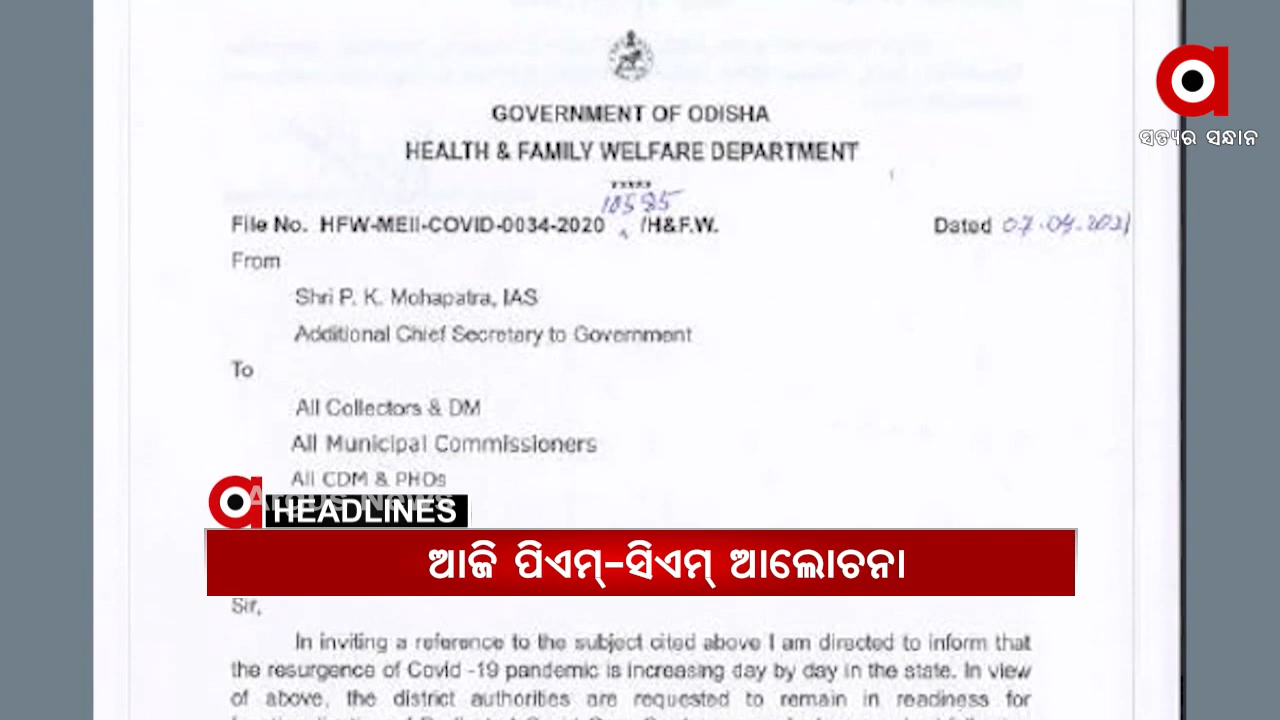 GOVERNMENT OF ODISHA
HEALTH & FAMILY WELFARE DEPARTMENT
*****
10585
File No. HFW-MEII-COVID-0034-2020 /H&F.W. Dated 07.04.2021
From
Shri P. K. Mohapatra, IAS
Additional Chief Secretary to Government
To
All Collectors & DM
All Municipal Commissioners
All CDM & PHOs
Argus News
HEADLINES
ଆଜି ପିଏମ୍-ସିଏମ୍ ଆଲୋଚନା
Sir,
In inviting a reference to the subject cited above I am directed to inform that
the resurgence of Covid -19 pandemic is increasing day by day in the state. In view
of above, the district authorities are requested to remain in readiness for
ସତ୍ୟର ସନ୍ଧାନ